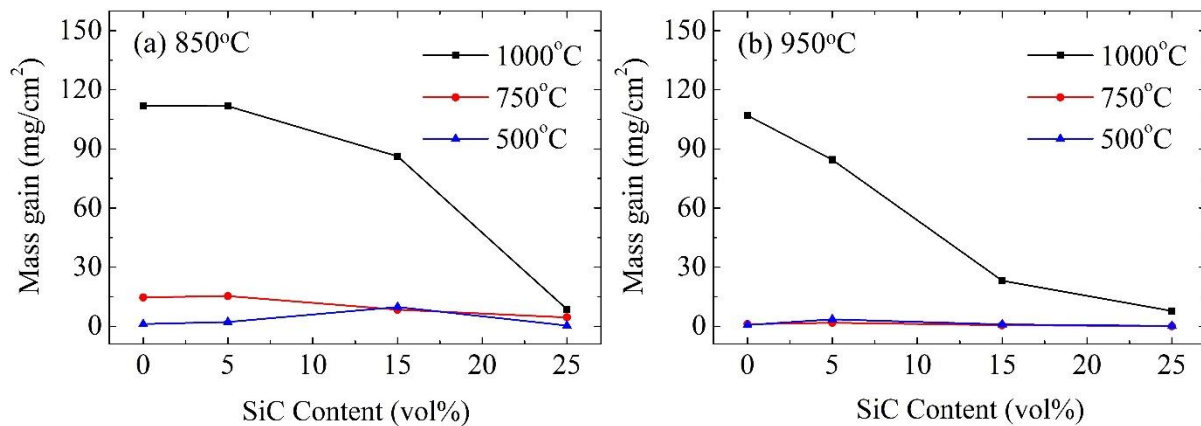 (a) 850°C
1000°C
750°C
500°C
150
120
90
60
30
0
Mass gain (mg/cm²)
0 5 10 15 20 25
SiC Content (vol%)
(b) 950°C
1000°C
750°C
500°C
150
120
90
60
30
0
Mass gain (mg/cm²)
0 5 10 15 20 25
SiC Content (vol%)